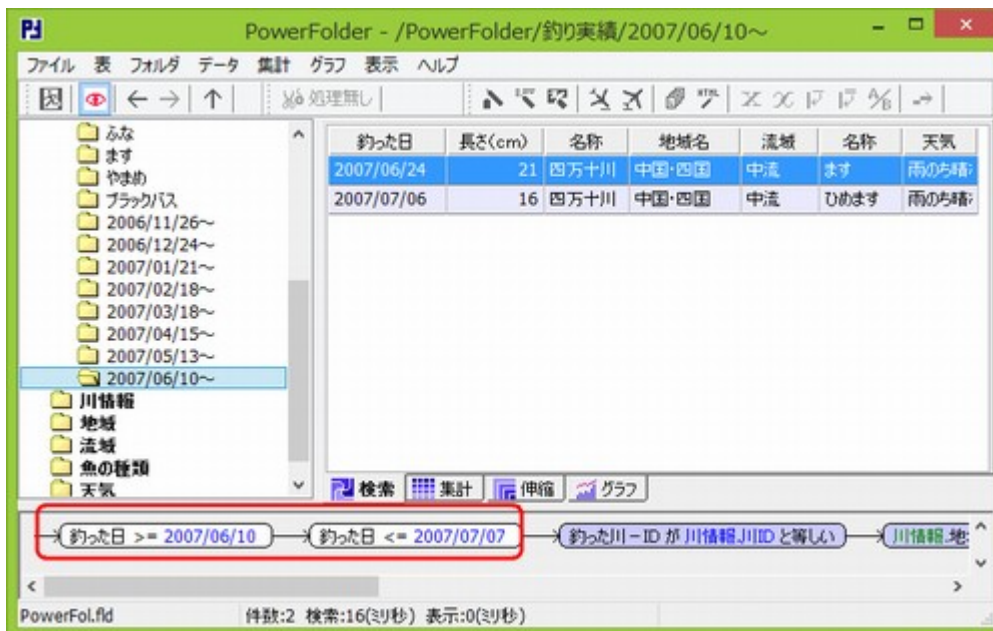 PowerFolder - /PowerFolder/釣り実績/2007/06/10～
ファイル 表 フォルダ データ 集計 グラフ 表示 ヘルプ
処理無し
ふな
ます
やまめ
ブラックバス
2006/11/26～
2006/12/24～
2007/01/21～
2007/02/18～
2007/03/18～
2007/04/15～
2007/05/13～
2007/06/10～
川情報
地域
流域
魚の種類
天気
釣った日 長さ(cm) 名称 地域名 流域 名称 天気
2007/06/24 21 四万十川 中国・四国 中流 ます 雨のち晴
2007/07/06 16 四万十川 中国・四国 中流 ひめます 雨のち晴
検索 集計 伸縮 グラフ
釣った日 >= 2007/06/10 釣った日 <= 2007/07/07 釣った川－ID が 川情報.川ID と等しい 川情報.地
PowerFol.fld 件数:2 検索:16(ミリ秒) 表示:0(ミリ秒)